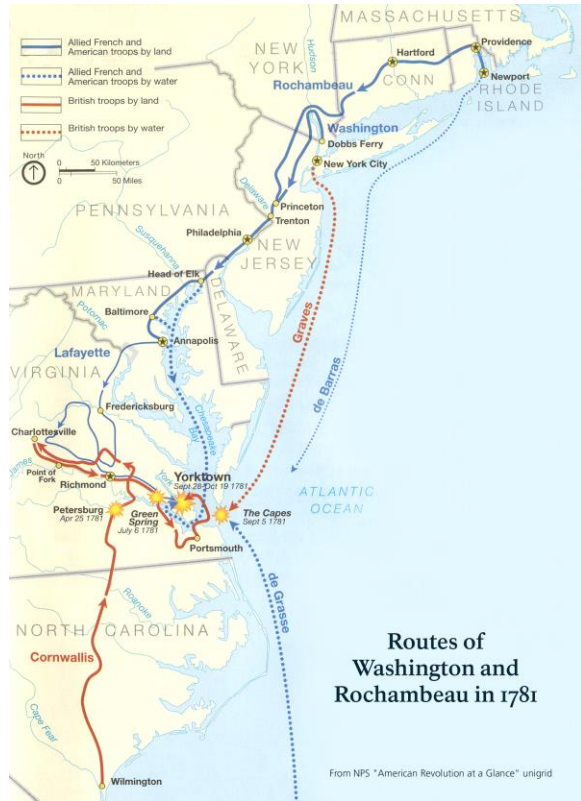 MASSACHUSETTS
NEW
YORK
Hudson
Hartford
Providence
CONN
Newport
RHODE
ISLAND
Rochambeau
Washington
Dobbs Ferry
New York City
Allied French and
American troops by land
Allied French and
American troops by water
British troops by land
British troops by water
North
0
50 Kilometers
50 Miles
PENNSYLVANIA
Delaware
Princeton
Trenton
Philadelphia
NEW
JERSEY
Susquehanna
Head of Elk
MARYLAND
DELAWARE
Baltimore
Potomac
Annapolis
Lafayette
VIRGINIA
Fredericksburg
Chesapeake
Bay
Graves
de Barras
Charlottesville
James
Point of
Fork
Richmond
York
Yorktown
Sept 28-Oct 19 1781
Petersburg
Apr 25 1781
Green
Spring
July 6 1781
The Capes
Sept 5 1781
Portsmouth
ATLANTIC
OCEAN
de Grasse
Roanoke
NORTH CAROLINA
Cornwallis
Cape Fear
Wilmington
Routes of
Washington and
Rochambeau in 1781
From NPS "American Revolution at a Glance" unigrid